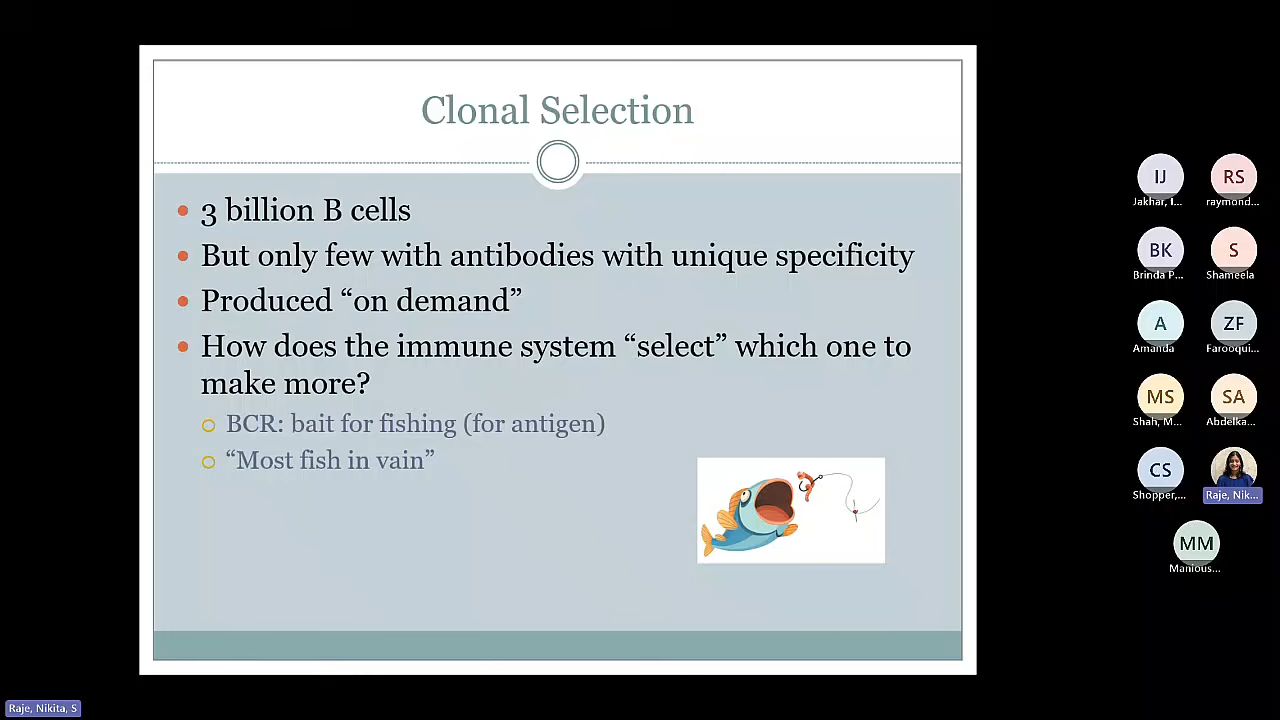 Clonal Selection
3 billion B cells
But only few with antibodies with unique specificity
Produced “on demand”
How does the immune system “select” which one to
make more?
BCR: bait for fishing (for antigen)
“Most fish in vain”
IJ
Jakhar, I...
RS
raymond...
BK
Brinda P...
S
Shameela
A
Amanda
ZF
Farooqui...
MS
Shah, M...
SA
Abdelka...
CS
Shopper,...
Raje, Nik...
MM
Manious...
Raje, Nikita, S